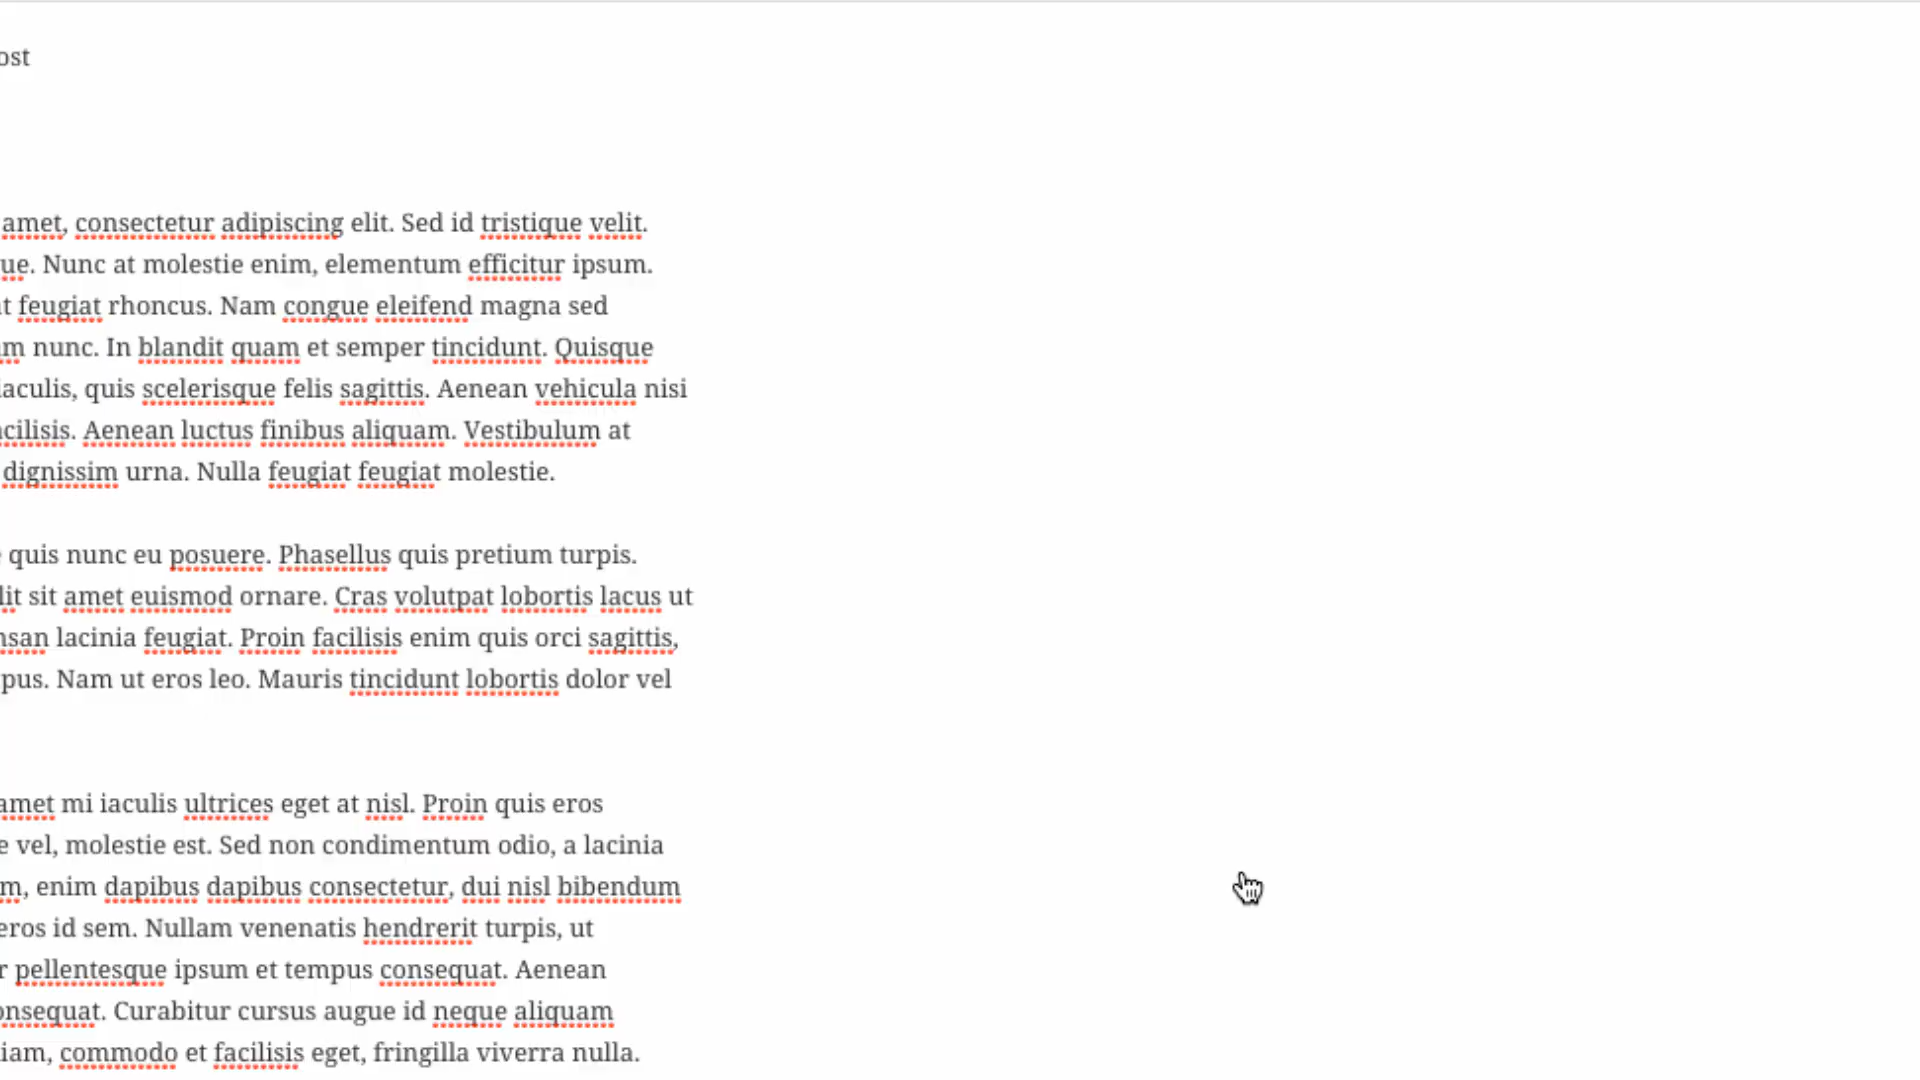 ost
amet, consectetur adipiscing elit. Sed id tristique velit.
ue. Nunc at molestie enim, elementum efficitur ipsum.
t feugiat rhoncus. Nam congue eleifend magna sed
m nunc. In blandit quam et semper tincidunt. Quisque
iaculis, quis scelerisque felis sagittis. Aenean vehicula nisi
cilisis. Aenean luctus finibus aliquam. Vestibulum at
dignissim urna. Nulla feugiat feugiat molestie.
quis nunc eu posuere. Phasellus quis pretium turpis.
lit sit amet euismod ornare. Cras volutpat lobortis lacus ut
nsan lacinia feugiat. Proin facilisis enim quis orci sagittis,
pus. Nam ut eros leo. Mauris tincidunt lobortis dolor vel
amet mi iaculis ultrices eget at nisl. Proin quis eros
e vel, molestie est. Sed non condimentum odio, a lacinia
m, enim dapibus dapibus consectetur, dui nisl bibendum
eros id sem. Nullam venenatis hendrerit turpis, ut
r pellentesque ipsum et tempus consequat. Aenean
onsequat. Curabitur cursus augue id neque aliquam
iam, commodo et facilisis eget, fringilla viverra nulla.